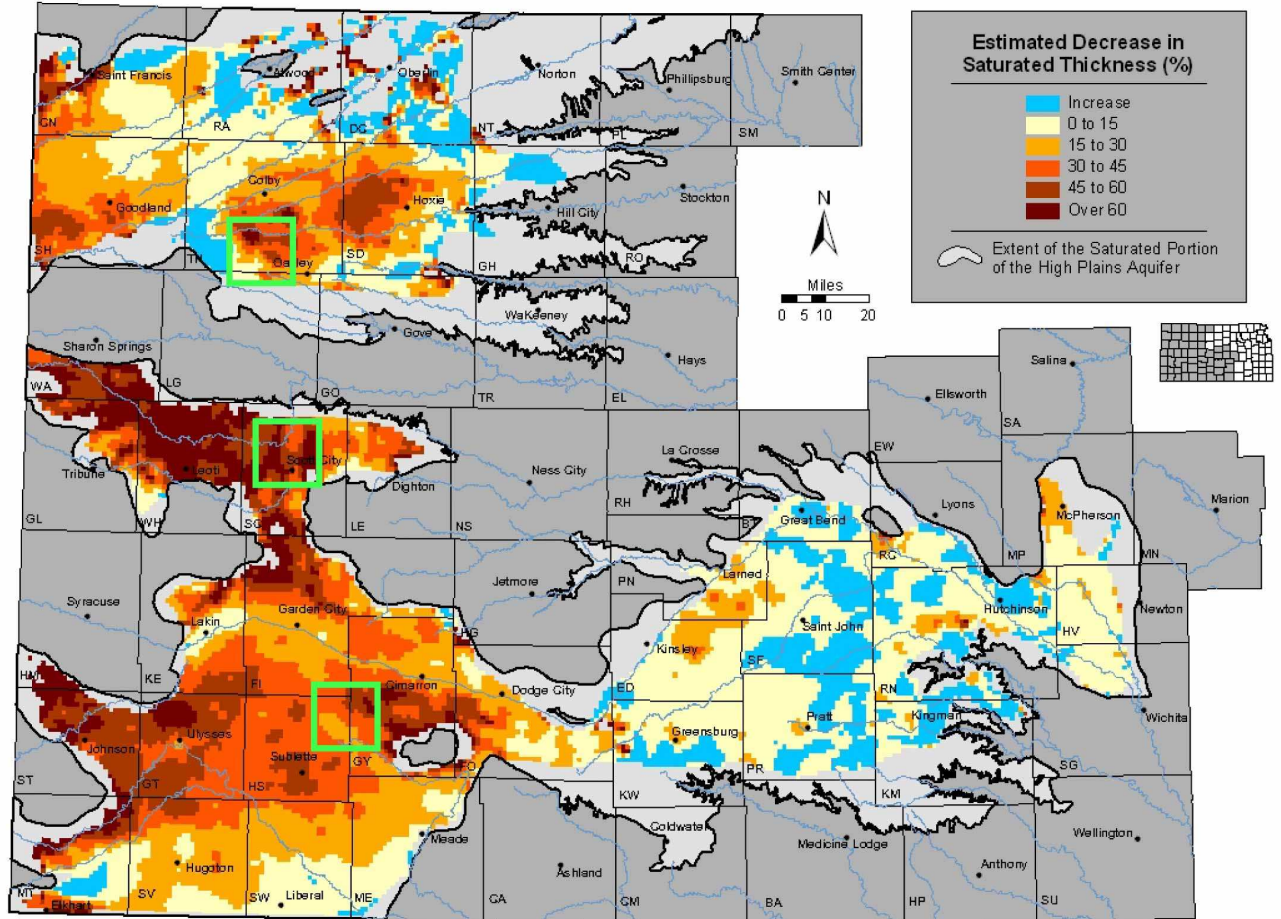 Estimated Decrease in
Saturated Thickness (%)
Increase
0 to 15
15 to 30
30 to 45
45 to 60
Over 60
Extent of the Saturated Portion
of the High Plains Aquifer
N
Miles
0 5 10 20
Saint Francis
Atwood
Oberlin
Norton
Phillipsburg
Smith Center
CN
RA
DC
NT
PL
SM
Colby
Goodland
Hoxie
Hill City
Stockton
SH
TH
Oakley
SD
GH
RO
Sharon Springs
Gove
WaKeeney
Hays
WA
LG
GO
TR
EL
Salina
Ellsworth
SA
Tribune
Leoti
Scott City
Dighton
Ness City
La Crosse
EW
Lyons
Marion
GL
WH
SC
LE
NS
RH
BT
Great Bend
McPherson
RC
MP
MN
Syracuse
Lakin
Garden City
Jetmore
PN
Larned
Saint John
Hutchinson
HV
Newton
HM
KE
FI
HG
Kinsley
SF
Cimarron
Dodge City
ED
RN
Kingman
Wichita
Johnson
Ulysses
Sublette
Greensburg
Pratt
ST
GT
HS
GY
FO
KW
PR
KM
SG
Meade
Coldwater
Medicine Lodge
Wellington
Hugoton
Ashland
Anthony
MT
Elkhart
SV
SW
Liberal
ME
CA
CM
BA
HP
SU